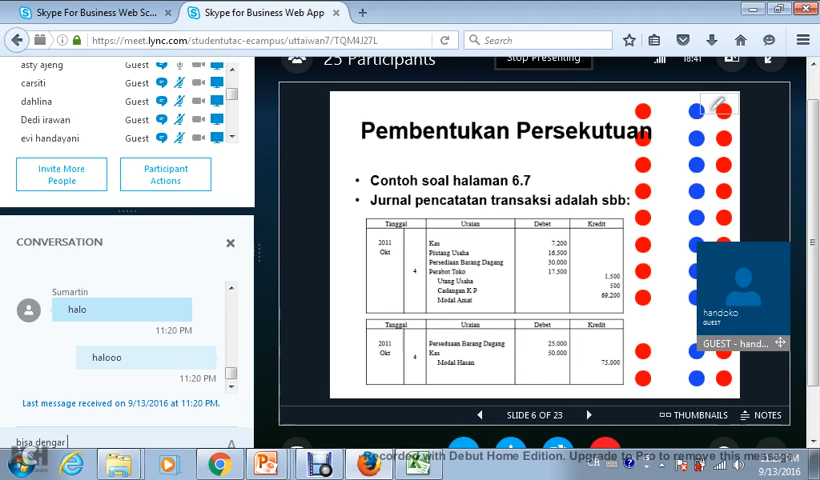 Skype For Business Web Sc...
Skype for Business Web App
https://meet.lync.com/studentutac-ecampus/uttaiwan7/TQM4J27L
Search
asty ajeng Guest
carsiti Guest
dahlina Guest
Dedi irawan Guest
evi handayani Guest
Invite More
People
Participant
Actions
CONVERSATION
Sumartin
halo
11:20 PM
halooo
11:20 PM
Last message received on 9/13/2016 at 11:20 PM.
bisa dengar
25 Participants
Stop Presenting
18:41
Pembentukan Persekutuan
• Contoh soal halaman 6.7
• Jurnal pencatatan transaksi adalah sbb:
Tanggal Uraian Debet Kredit
2011
Okt
4
Kas 7.200
Piutang Usaha 16.500
Persediaan Barang Dagang 30.000
Perabot Toko 17.500
Utang Usaha 1.500
Cadangan K P 500
Modal Amat 69.200
Tanggal Uraian Debet Kredit
2011
Okt
4
Persediaan Barang Dagang 25.000
Kas 50.000
Modal Hasan 75.000
handoko
GUEST
GUEST - hand...
SLIDE 6 OF 23
THUMBNAILS
NOTES
Recorded with Debut Home Edition. Upgrade to Pro to remove this message.
CH
9/13/2016